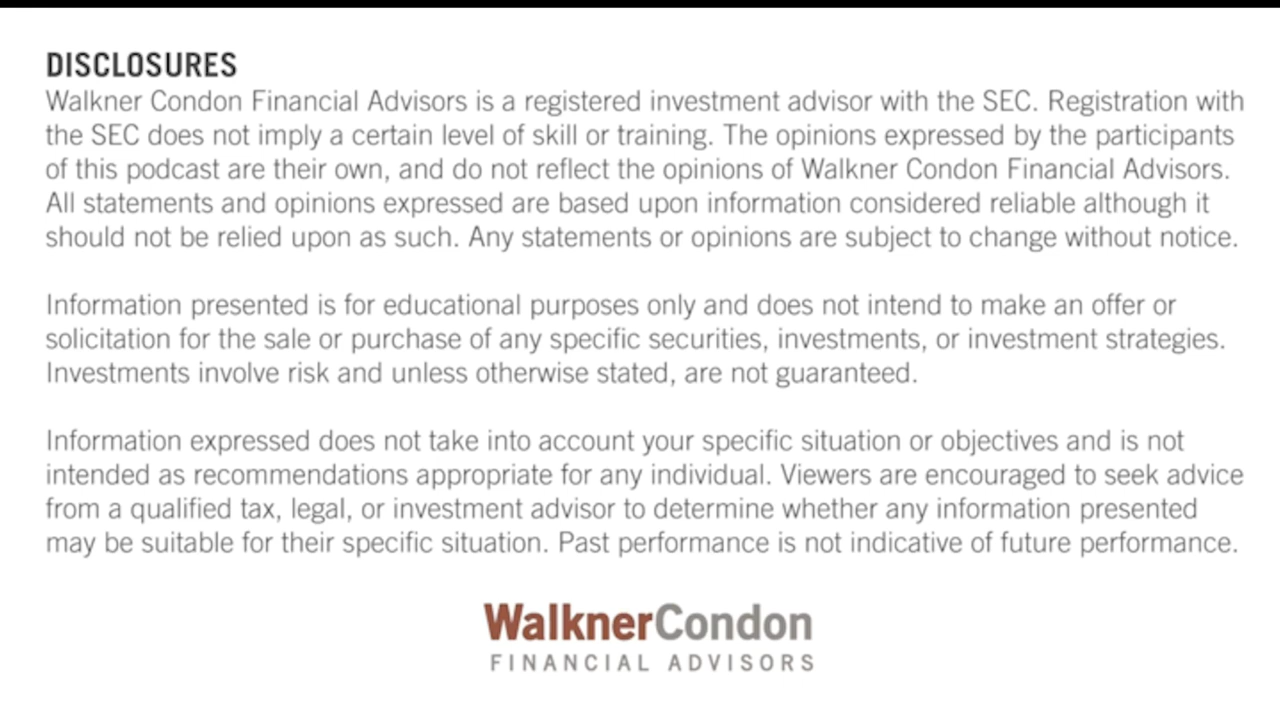 DISCLOSURES
Walkner Condon Financial Advisors is a registered investment advisor with the SEC. Registration with
the SEC does not imply a certain level of skill or training. The opinions expressed by the participants
of this podcast are their own, and do not reflect the opinions of Walkner Condon Financial Advisors.
All statements and opinions expressed are based upon information considered reliable although it
should not be relied upon as such. Any statements or opinions are subject to change without notice.
Information presented is for educational purposes only and does not intend to make an offer or
solicitation for the sale or purchase of any specific securities, investments, or investment strategies.
Investments involve risk and unless otherwise stated, are not guaranteed.
Information expressed does not take into account your specific situation or objectives and is not
intended as recommendations appropriate for any individual. Viewers are encouraged to seek advice
from a qualified tax, legal, or investment advisor to determine whether any information presented
may be suitable for their specific situation. Past performance is not indicative of future performance.
WalknerCondon
FINANCIAL ADVISORS